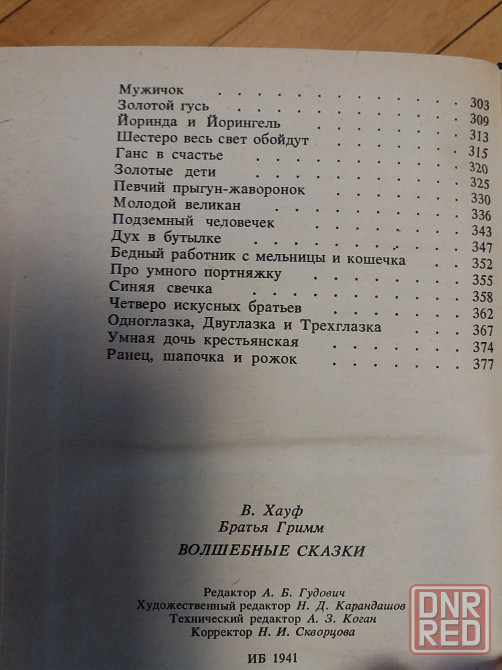 Мужичок . . . . . . . . . . 303
Золотой гусь . . . . . . . . . 309
Йоринда и Йорингель . . . . . . 313
Шестеро весь свет обойдут . . . . . 315
Ганс в счастье . . . . . . . . 320
Золотые дети . . . . . . . . 325
Певчий прыгун-жаворонок . . . . . 330
Молодой великан . . . . . . . 336
Подземный человечек . . . . . . 343
Дух в бутылке . . . . . . . . 347
Бедный работник с мельницы и кошечка . . 352
Про умного портняжку . . . . . . 355
Синяя свечка . . . . . . . . 358
Четверо искусных братьев . . . . . 362
Одноглазка, Двуглазка и Трехглазка . . . 367
Умная дочь крестьянская . . . . . 374
Ранец, шапочка и рожок . . . . . 377
В. Хауф
Братья Гримм
ВОЛШЕБНЫЕ СКАЗКИ
Редактор А. Б. Гудович
Художественный редактор Н. Д. Карандашов
Технический редактор А. З. Коган
Корректор Н. И. Скворцова
ИБ 1941
DNR
RED